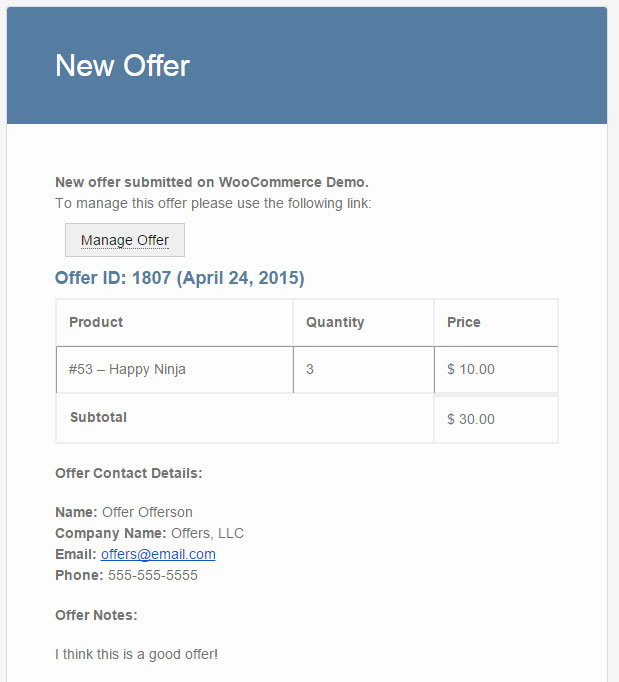 New Offer
New offer submitted on WooCommerce Demo.
To manage this offer please use the following link:
Manage Offer
Offer ID: 1807 (April 24, 2015)
Product Quantity Price
#53 – Happy Ninja 3 $ 10.00
Subtotal $ 30.00
Offer Contact Details:
Name: Offer Offerson
Company Name: Offers, LLC
Email: offers@email.com
Phone: 555-555-5555
Offer Notes:
I think this is a good offer!